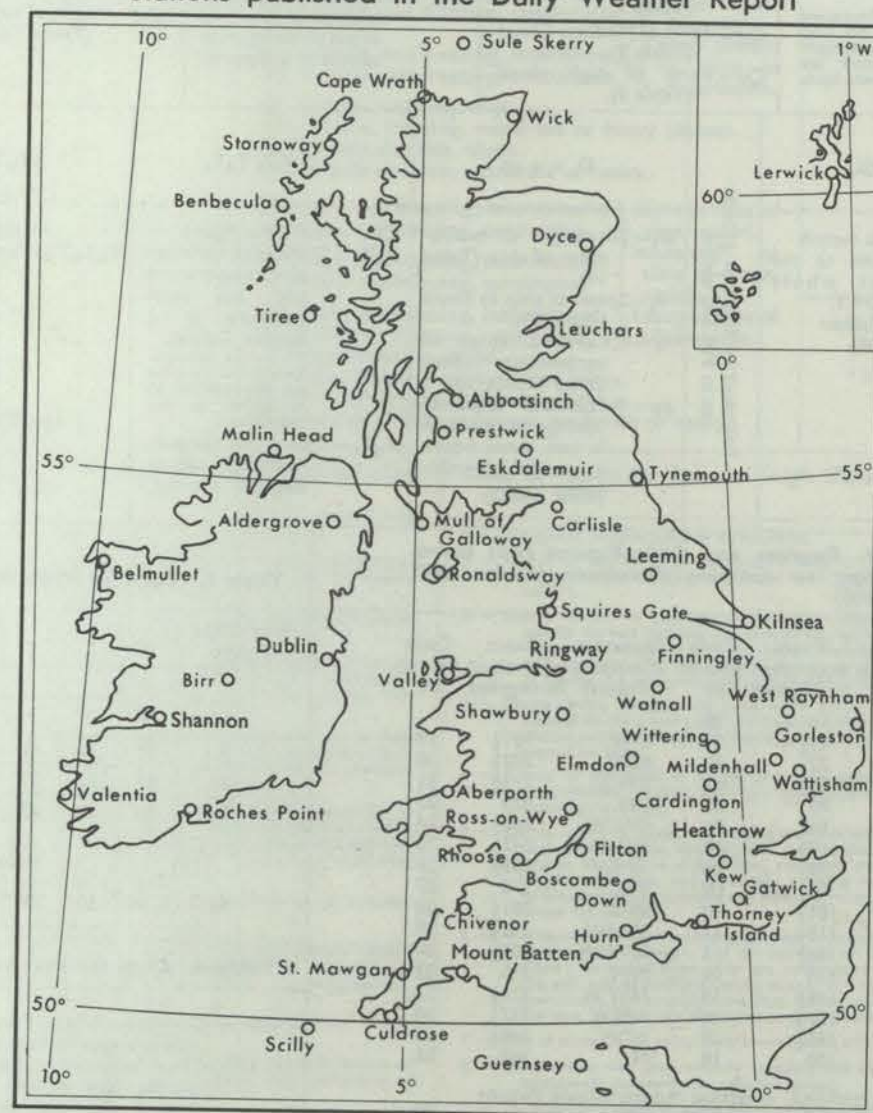 stations published in the Daily Weather Report
10°
5°
Sule Skerry
1° W
Cape Wrath
Wick
Stornoway
Lerwick
60°
Benbecula
Dyce
Tiree
Leuchars
0°
Abbotsinch
Malin Head
Prestwick
55°
Eskdalemuir
Tynemouth
55°
Aldergrove
Mull of
Galloway
Carlisle
Belmullet
Ronaldsway
Leeming
Squires Gate
Kilnsea
Dublin
Ringway
Finningley
Birr
Valley
Watnall
West Raynham
Shannon
Shawbury
Gorleston
Wittering
Elmdon
Mildenhall
Valentia
Aberporth
Cardington
Wattisham
Roches Point
Ross-on-Wye
Heathrow
Rhoose
Filton
Kew
Boscombe
Down
Gatwick
Chivenor
Hurn
Thorney
Island
St. Mawgan
Mount Batten
50°
50°
Scilly
Culdrose
Guernsey
10°
5°
0°